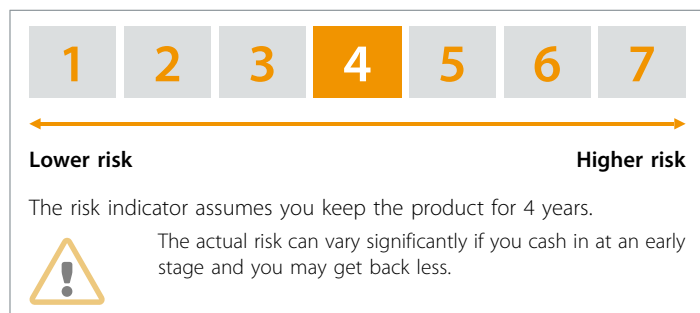 1 2 3 4 5 6 7
Lower risk Higher risk
The risk indicator assumes you keep the product for 4 years.
The actual risk can vary significantly if you cash in at an early
stage and you may get back less.